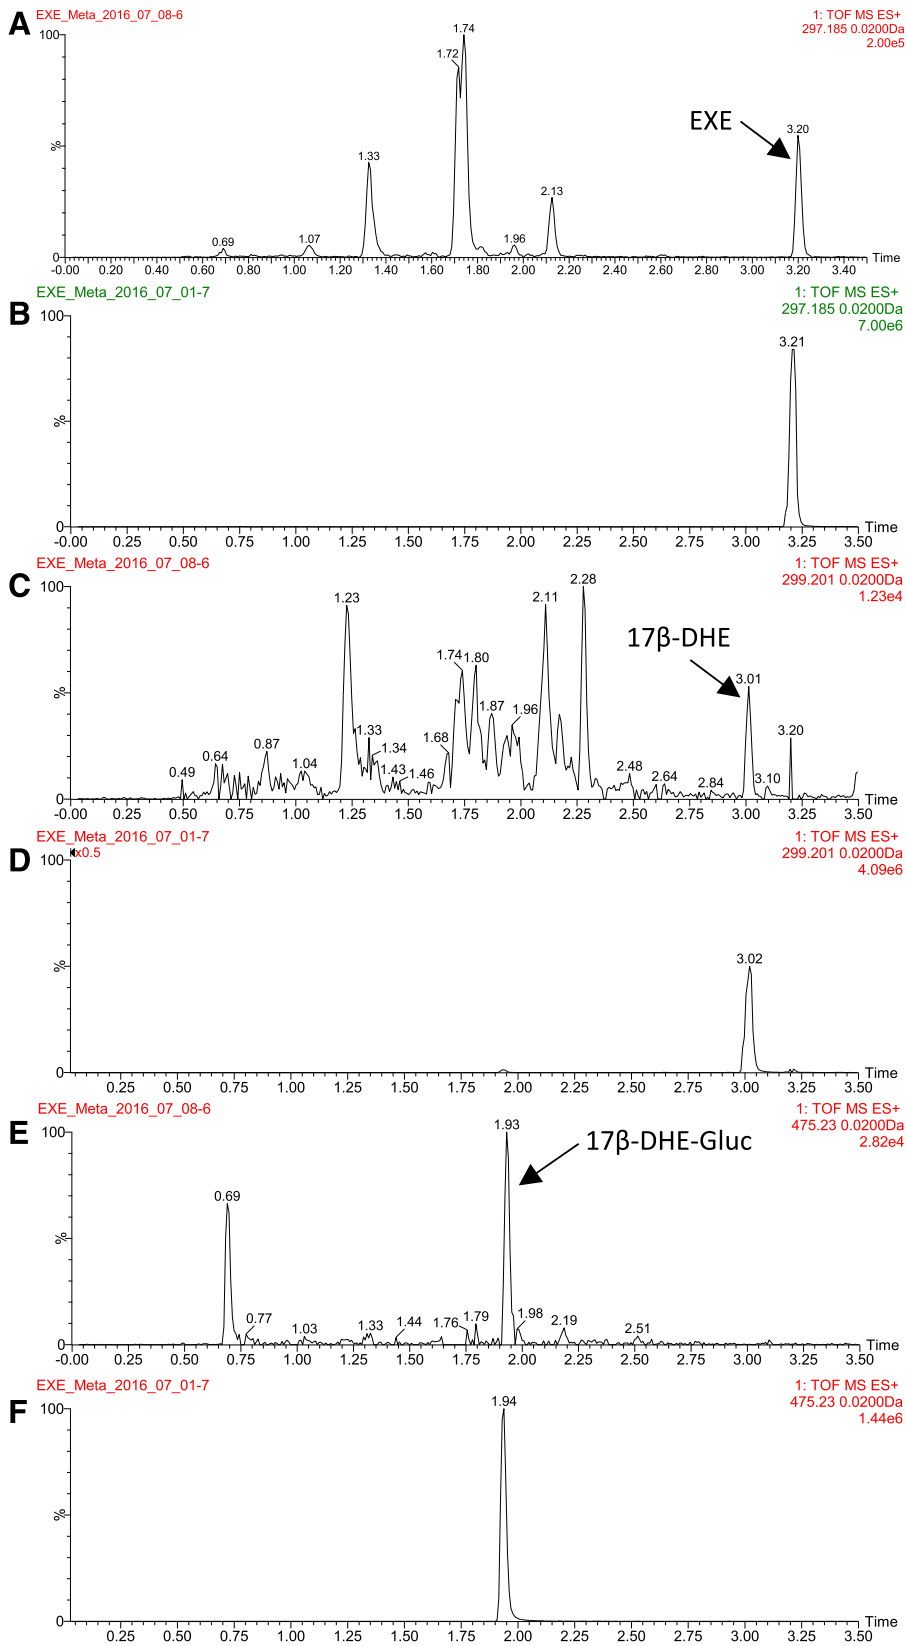 A
EXE_Meta_2016_07_08-6
1: TOF MS ES+
297.185 0.0200Da
2.00e5
100
%
0
1.74
1.72
EXE
3.20
1.33
2.13
0.69
1.07
1.96
-0.00 0.20 0.40 0.60 0.80 1.00 1.20 1.40 1.60 1.80 2.00 2.20 2.40 2.60 2.80 3.00 3.20 3.40 Time
EXE_Meta_2016_07_01-7
1: TOF MS ES+
B
297.185 0.0200Da
7.00e6
100
%
0
3.21
-0.00 0.25 0.50 0.75 1.00 1.25 1.50 1.75 2.00 2.25 2.50 2.75 3.00 3.25 3.50
Time
EXE_Meta_2016_07_08-6
1: TOF MS ES+
C
299.201 0.0200Da
1.23e4
100
%
0
2.28
1.23
2.11
17β-DHE
1.74 1.80
3.01
1.87
1.96
1.33
3.20
1.68
1.34
0.87
0.64
1.04
0.49
1.43
1.46
2.48
2.64
2.84
3.10
-0.00 0.25 0.50 0.75 1.00 1.25 1.50 1.75 2.00 2.25 2.50 2.75 3.00 3.25 3.50
Time
EXE_Meta_2016_07_01-7
1: TOF MS ES+
D
x0.5
299.201 0.0200Da
4.09e6
100
%
0
3.02
0.25 0.50 0.75 1.00 1.25 1.50 1.75 2.00 2.25 2.50 2.75 3.00 3.25 3.50
Time
EXE_Meta_2016_07_08-6
1: TOF MS ES+
E
475.23 0.0200Da
2.82e4
100
%
0
1.93
17β-DHE-Gluc
0.69
0.77
1.03
1.33
1.44
1.76
1.79
1.98
2.19
2.51
-0.00 0.25 0.50 0.75 1.00 1.25 1.50 1.75 2.00 2.25 2.50 2.75 3.00 3.25 3.50
Time
EXE_Meta_2016_07_01-7
1: TOF MS ES+
F
475.23 0.0200Da
1.44e6
100
%
0
1.94
0.25 0.50 0.75 1.00 1.25 1.50 1.75 2.00 2.25 2.50 2.75 3.00 3.25 3.50
Time